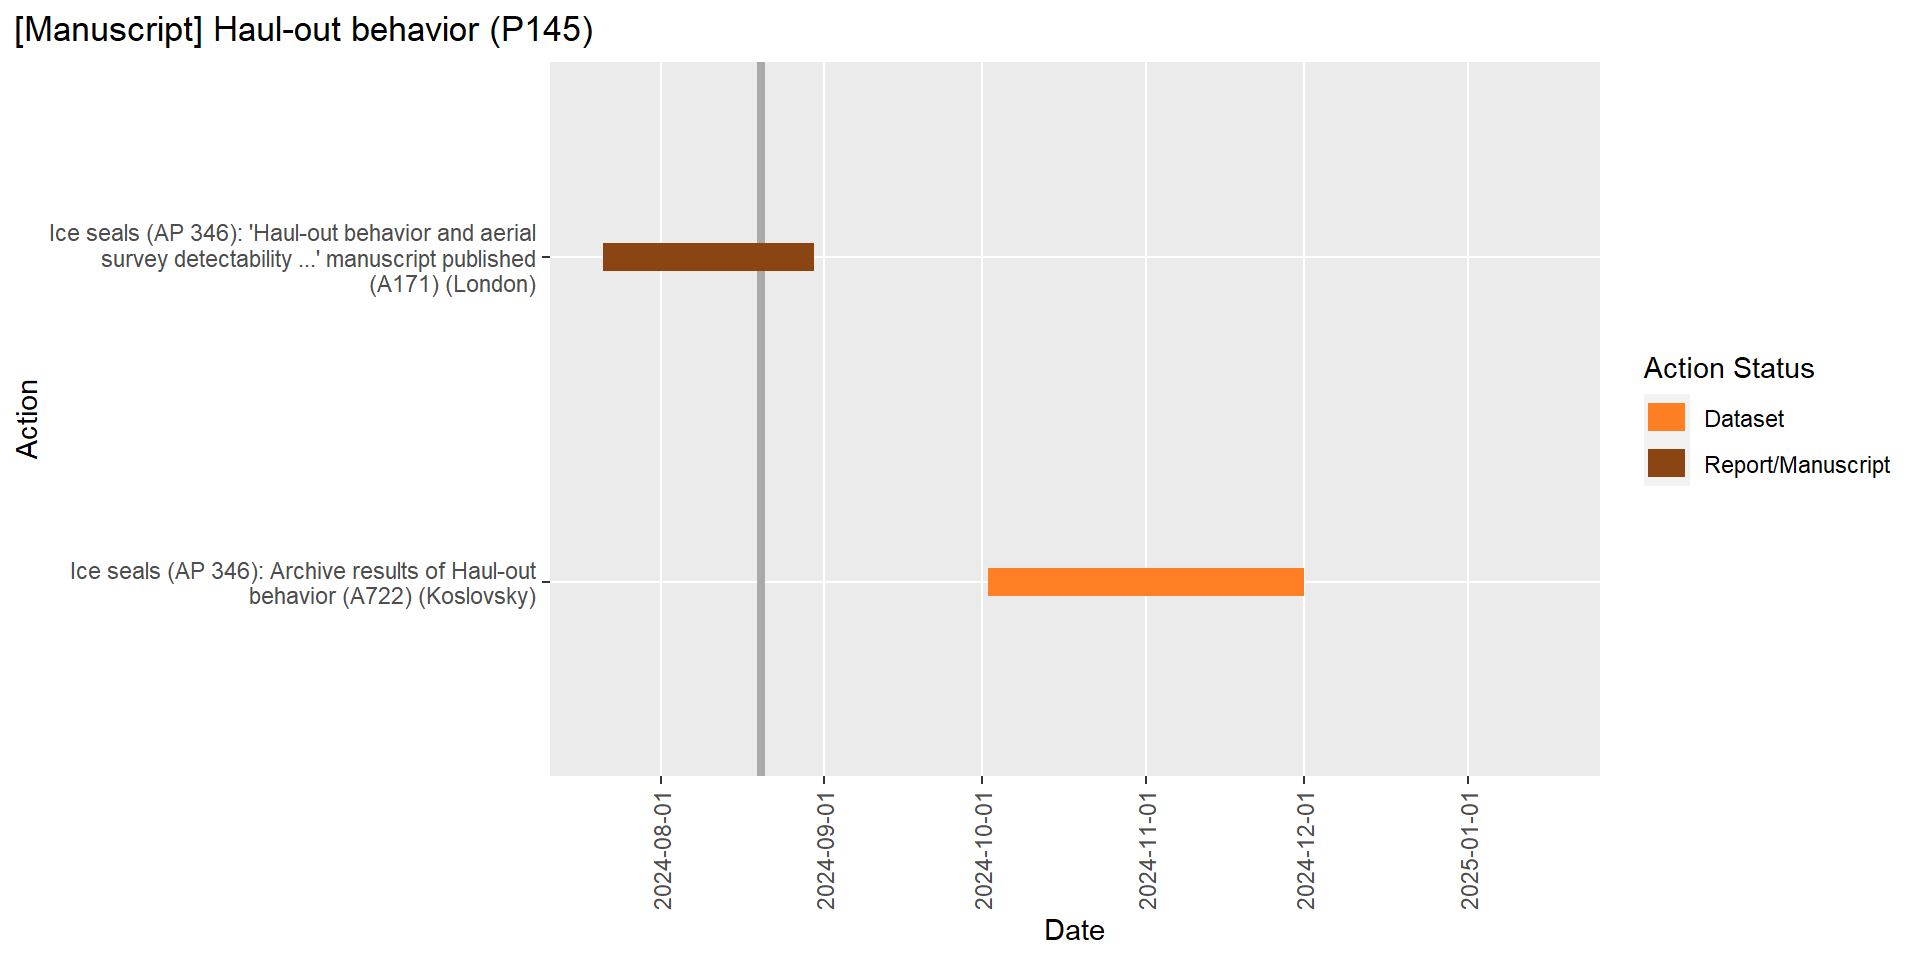 [Manuscript] Haul-out behavior (P145)
Ice seals (AP 346): 'Haul-out behavior and aerial
survey detectability ...' manuscript published
(A171) (London)
Ice seals (AP 346): Archive results of Haul-out
behavior (A722) (Koslovsky)
Action
2024-08-01
2024-09-01
2024-10-01
2024-11-01
2024-12-01
2025-01-01
Date
Action Status
Dataset
Report/Manuscript